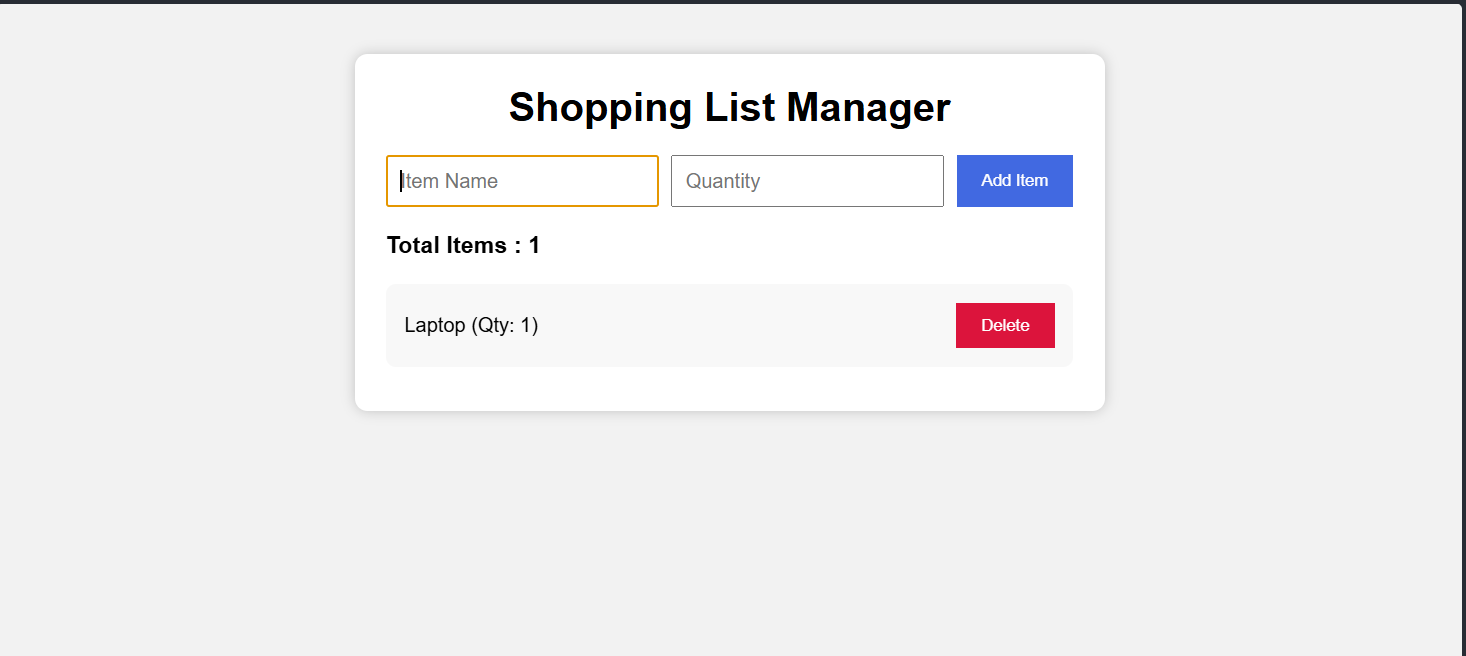 Shopping List Manager
Item Name Quantity Add Item
Total Items : 1
Laptop (Qty: 1) Delete